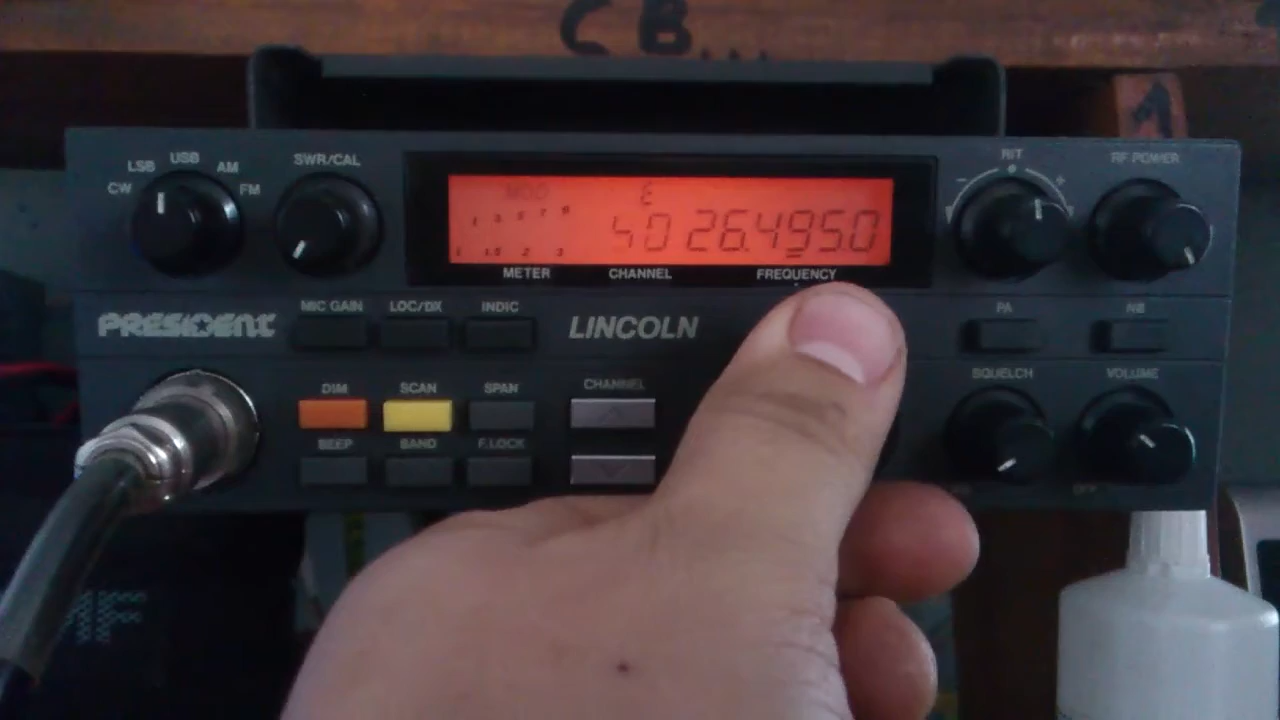 CB...
1
LSB USB AM
CW FM
SWR/CAL
RIT
- +
RF POWER
MOD E
1 3 5 7 9
40 26.4950
1 1.5 2 3
METER CHANNEL FREQUENCY
MIC GAIN LOC/DX INDIC
PA NB
PRESIDENT
LINCOLN
DIM SCAN SPAN
CHANNEL
SQUELCH VOLUME
BEEP BAND F.LOCK
OFF